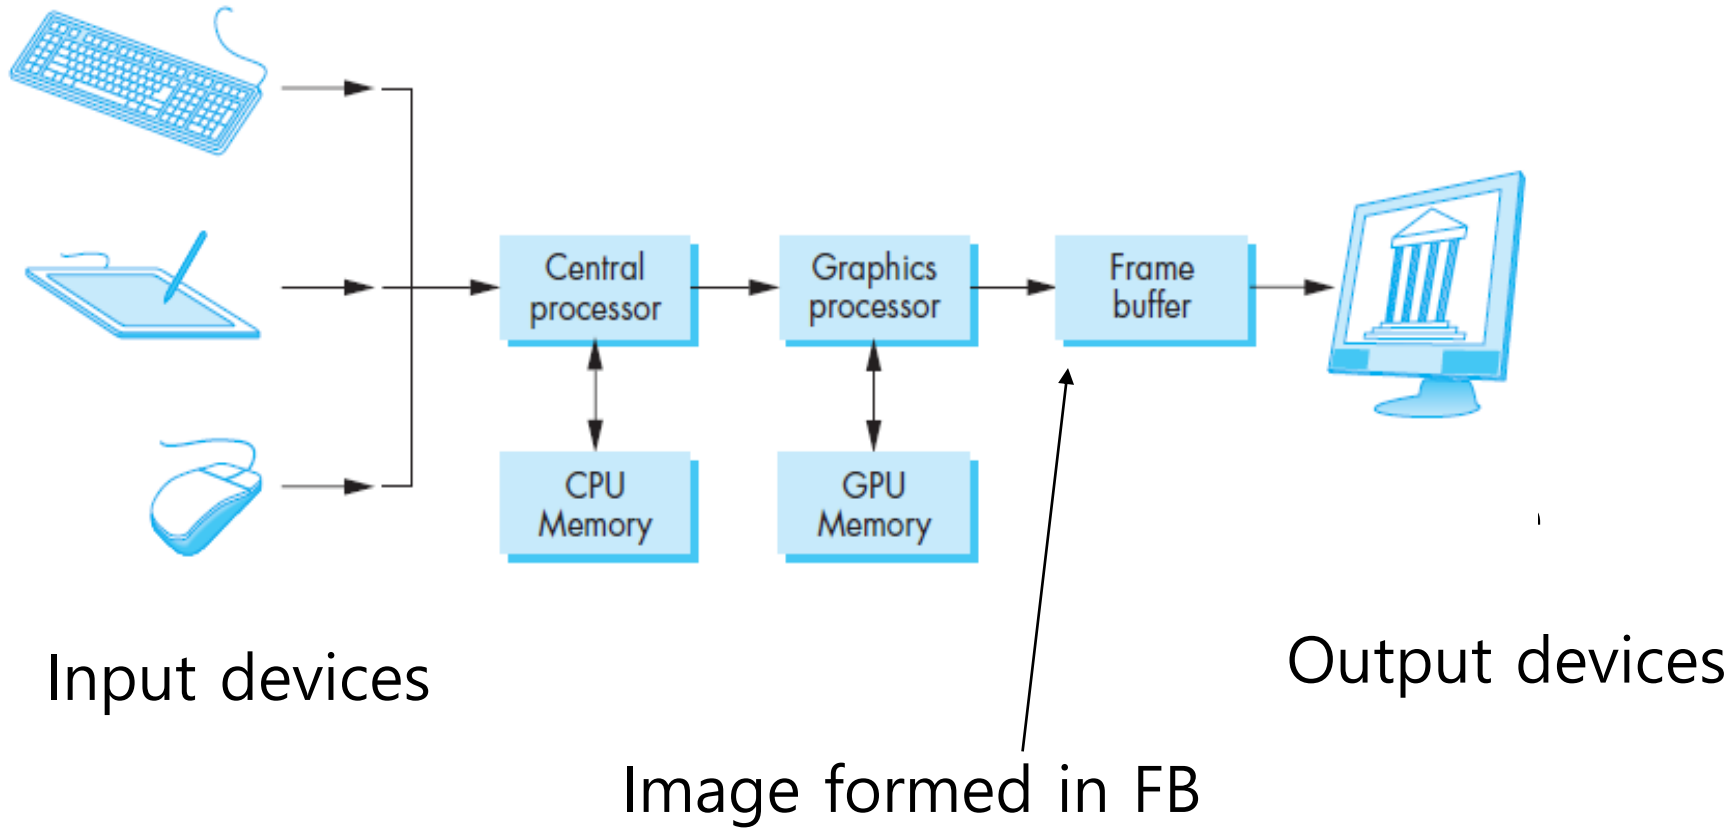 Central
processor
Graphics
processor
Frame
buffer
CPU
Memory
GPU
Memory
Input devices
Output devices
Image formed in FB